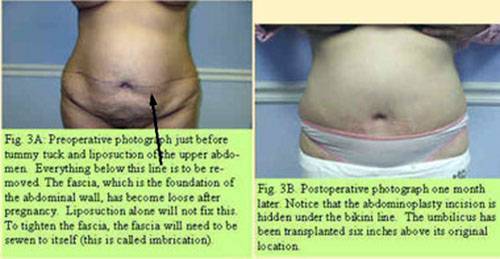 Fig. 3A: Preoperative photograph just before
tummy tuck and liposuction of the upper abdo-
men. Everything below this line is to be re-
moved. The fascia, which is the foundation of
the abdominal wall, has become loose after
pregnancy. Liposuction alone will not fix this.
To tighten the fascia, the fascia will need to be
sewen to itself (this is called imbrication).
Fig. 3B. Postoperative photograph one month
later. Notice that the abdominoplasty incision is
hidden under the bikini line. The umbilicus has
been transplanted six inches above its original
location.